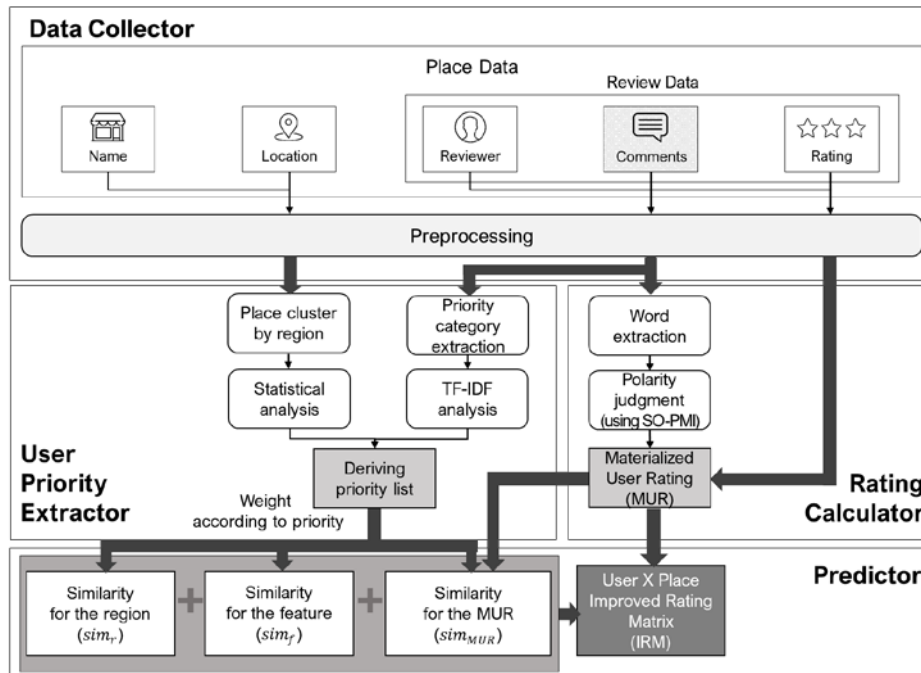 Data Collector
Place Data
Review Data
Name
Location
Reviewer
Comments
Rating
Preprocessing
Place cluster
by region
Priority
category
extraction
Word
extraction
Statistical
analysis
TF-IDF
analysis
Polarity
judgment
(using SO-PMI)
User
Priority
Extractor
Deriving
priority list
Materialized
User Rating
(MUR)
Rating
Calculator
Weight
according to priority
Predictor
Similarity
for the region
(sim_r)
+
Similarity
for the feature
(sim_f)
+
Similarity
for the MUR
(sim_MUR)
User X Place
Improved Rating
Matrix
(IRM)